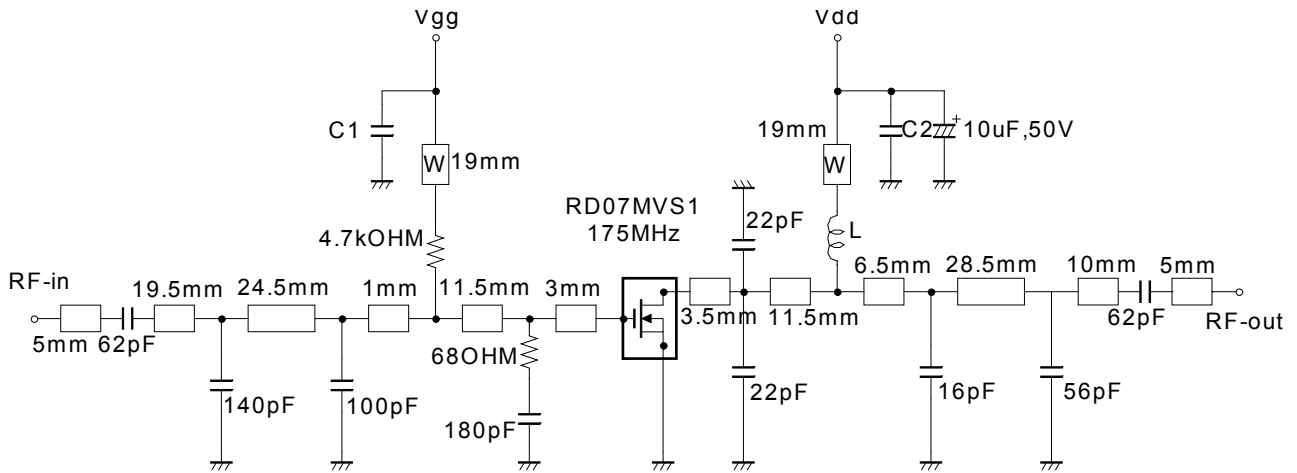 Vgg
Vdd
C1
W 19mm
19mm W
C2
+
10uF,50V
RD07MVS1
175MHz
22pF
L
4.7kOHM
RF-in
19.5mm
24.5mm
1mm
11.5mm
3mm
3.5mm
11.5mm
6.5mm
28.5mm
10mm
5mm
5mm
62pF
68OHM
62pF
RF-out
140pF
100pF
180pF
22pF
16pF
56pF